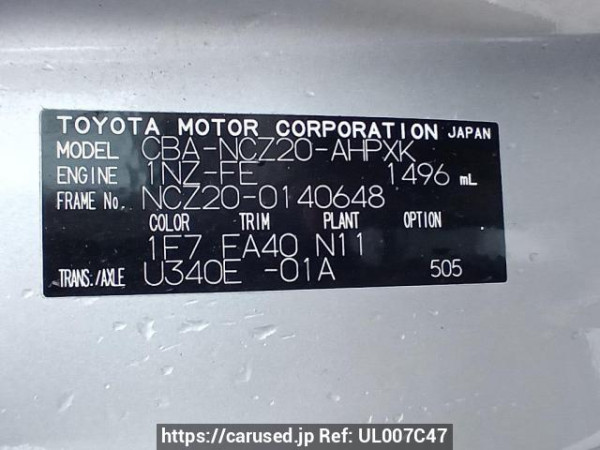 TOYOTA MOTOR CORPORATION JAPAN
MODEL CBA-NCZ20-AHPXK
ENGINE 1NZ-FE 1496 mL
FRAME No. NCZ20-0140648
COLOR TRIM PLANT OPTION
1F7 FA40 N11
TRANS./AXLE U340E -01A 505
https://carused.jp Ref: UL007C47